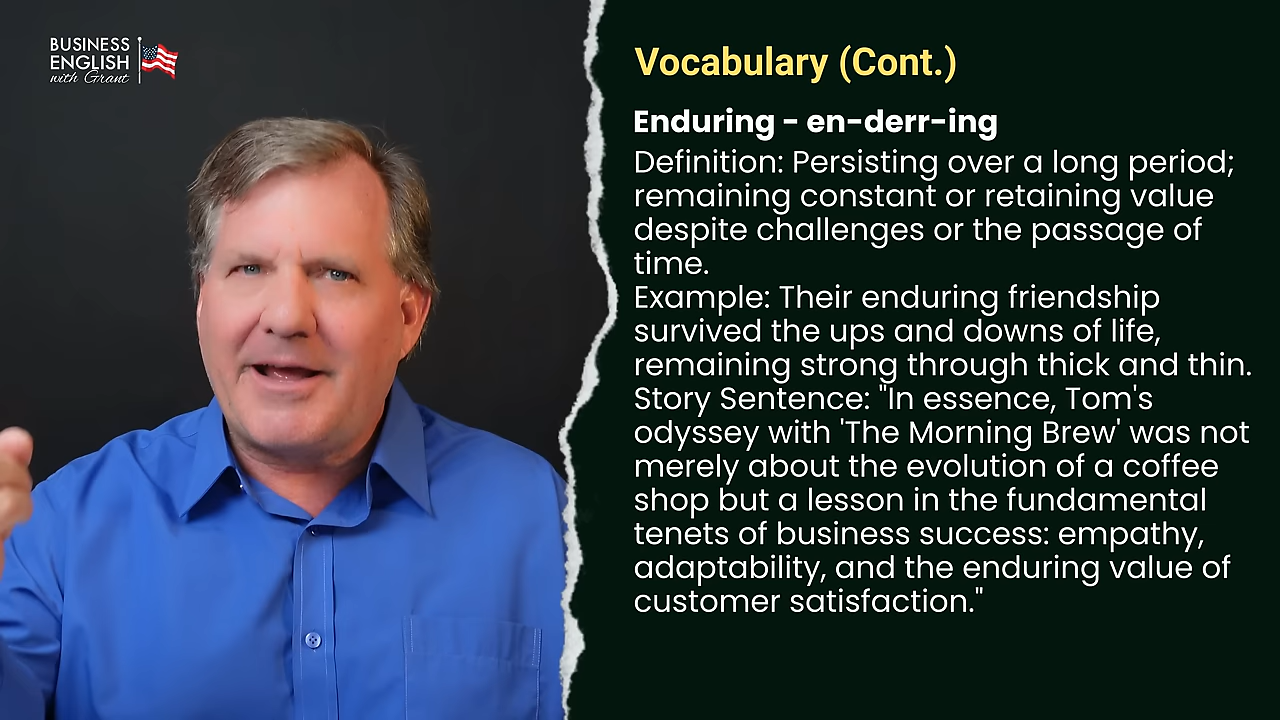 BUSINESS
ENGLISH
with Grant
Vocabulary (Cont.)
Enduring - en-derr-ing
Definition: Persisting over a long period;
remaining constant or retaining value
despite challenges or the passage of
time.
Example: Their enduring friendship
survived the ups and downs of life,
remaining strong through thick and thin.
Story Sentence: "In essence, Tom's
odyssey with 'The Morning Brew' was not
merely about the evolution of a coffee
shop but a lesson in the fundamental
tenets of business success: empathy,
adaptability, and the enduring value of
customer satisfaction."